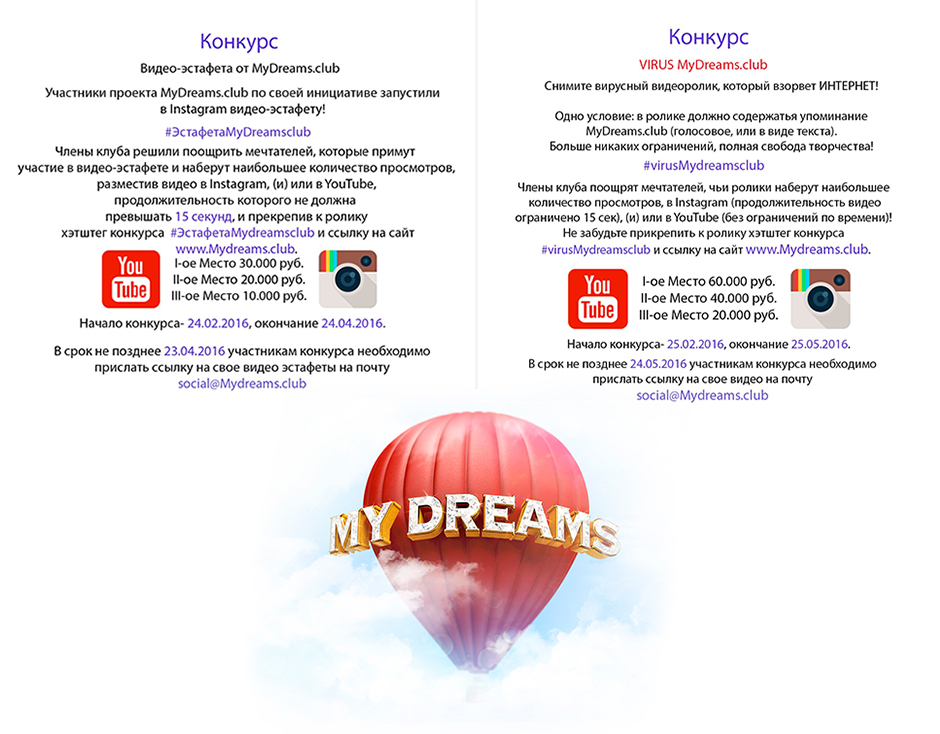 Конкурс
Видео-эстафета от MyDreams.club
Участники проекта MyDreams.club по своей инициативе запустили
в Instagram видео-эстафету!
#ЭстафетаMyDreamsclub
Члены клуба решили поощрить мечтателей, которые примут
участие в видео-эстафете и наберут наибольшее количество просмотров,
разместив видео в Instagram, (и) или в YouTube,
продолжительность которого не должна
превышать 15 секунд, и прекрепив к ролику
хэтштег конкурса #ЭстафетаMydreamsclub и ссылку на сайт
www.Mydreams.club.
You
Tube
I-ое Место 30.000 руб.
II-ое Место 20.000 руб.
III-ое Место 10.000 руб.
Начало конкурса- 24.02.2016, окончание 24.04.2016.
В срок не позднее 23.04.2016 участникам конкурса необходимо
прислать ссылку на свое видео эстафеты на почту
social@Mydreams.club
Конкурс
VIRUS MyDreams.club
Снимите вирусный видеоролик, который взорвет ИНТЕРНЕТ!
Одно условие: в ролике должно содержатья упоминание
MyDreams.club (голосовое, или в виде текста).
Больше никаких ограничений, полная свобода творчества!
#virusMydreamsclub
Члены клуба поощрят мечтателей, чьи ролики наберут наибольшее
количество просмотров, в Instagram (продолжительность видео
ограничено 15 сек), (и) или в YouTube (без ограничений по времени)!
Не забудьте прикрепить к ролику хэтштег конкурса
#virusMydreamsclub и ссылку на сайт www.Mydreams.club.
You
Tube
I-ое Место 60.000 руб.
II-ое Место 40.000 руб.
III-ое Место 20.000 руб.
Начало конкурса- 25.02.2016, окончание 25.05.2016.
В срок не позднее 24.05.2016 участникам конкурса необходимо
прислать ссылку на свое видео на почту
social@Mydreams.club
MY DREAMS